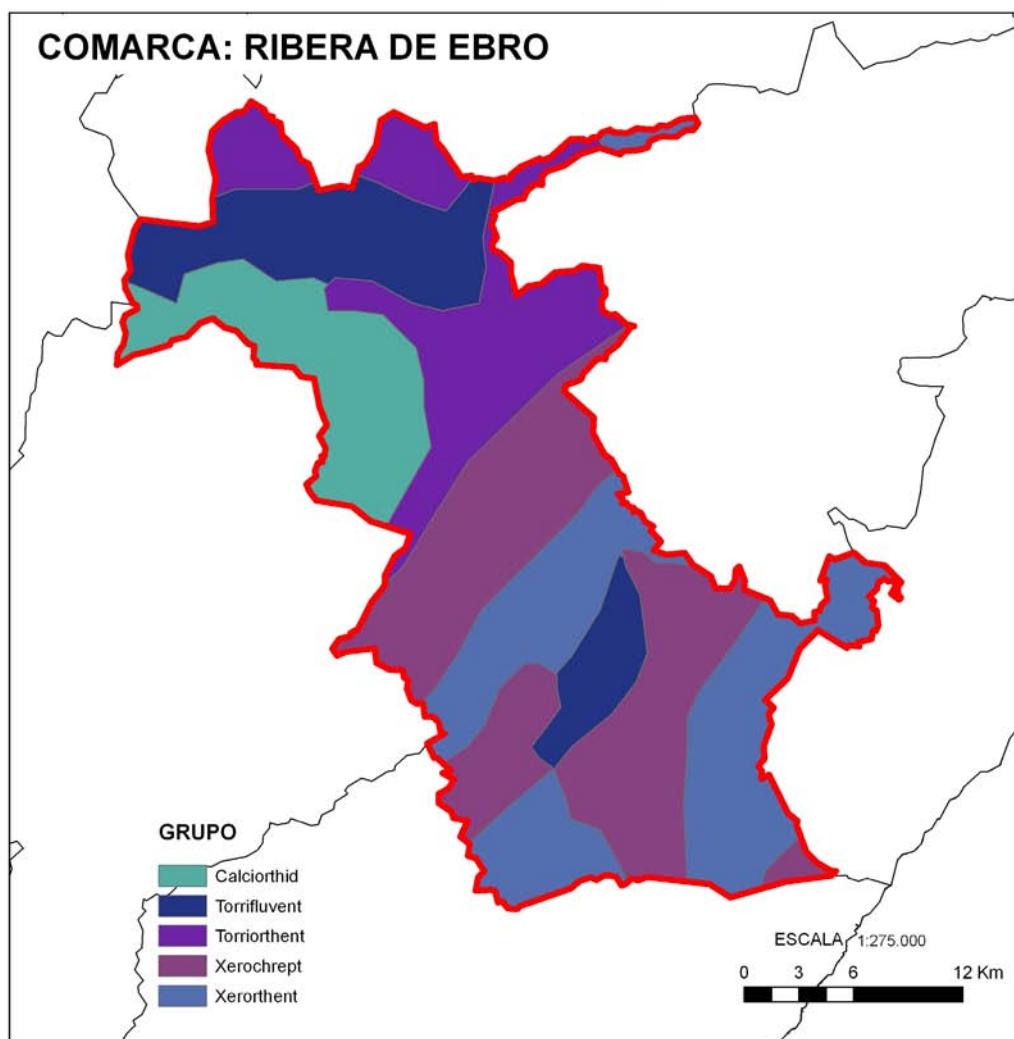 COMARCA: RIBERA DE EBRO
GRUPO
Calciorthid
Torrifluvent
Torriorthent
Xerochrept
Xerorthent
ESCALA 1:275.000
0 3 6 12 Km